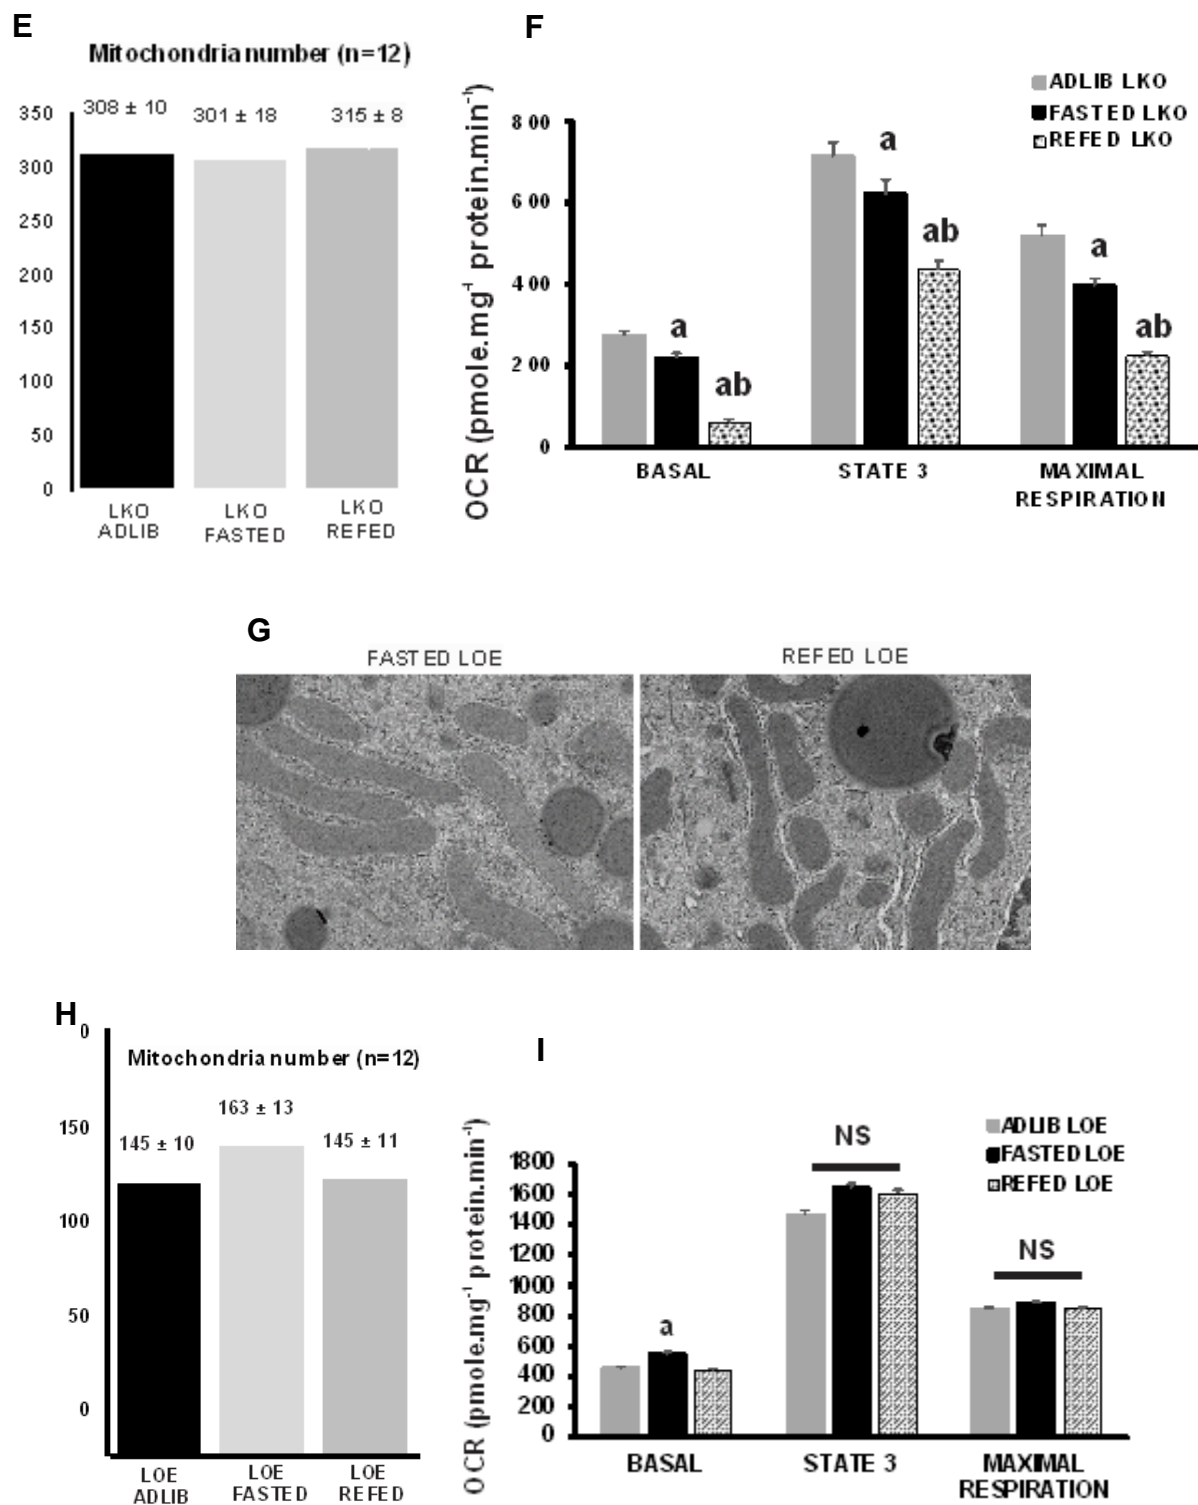 E
Mitochondria number (n=12)
308 ± 10
301 ± 18
315 ± 8
350
300
250
200
150
100
50
0
LKO
ADLIB
LKO
FASTED
LKO
REFED
F
OCR (pmole.mg⁻¹ protein.min⁻¹)
ADLIB LKO
FASTED LKO
REFED LKO
800
600
400
200
0
a
ab
a
ab
a
ab
BASAL
STATE 3
MAXIMAL
RESPIRATION
G
FASTED LOE
REFED LOE
H
Mitochondria number (n=12)
145 ± 10
163 ± 13
145 ± 11
0
150
100
50
0
LOE
ADLIB
LOE
FASTED
LOE
REFED
I
OCR (pmole.mg⁻¹ protein.min⁻¹)
ADLIB LOE
FASTED LOE
REFED LOE
1800
1600
1400
1200
1000
800
600
400
200
0
a
NS
NS
BASAL
STATE 3
MAXIMAL
RESPIRATION